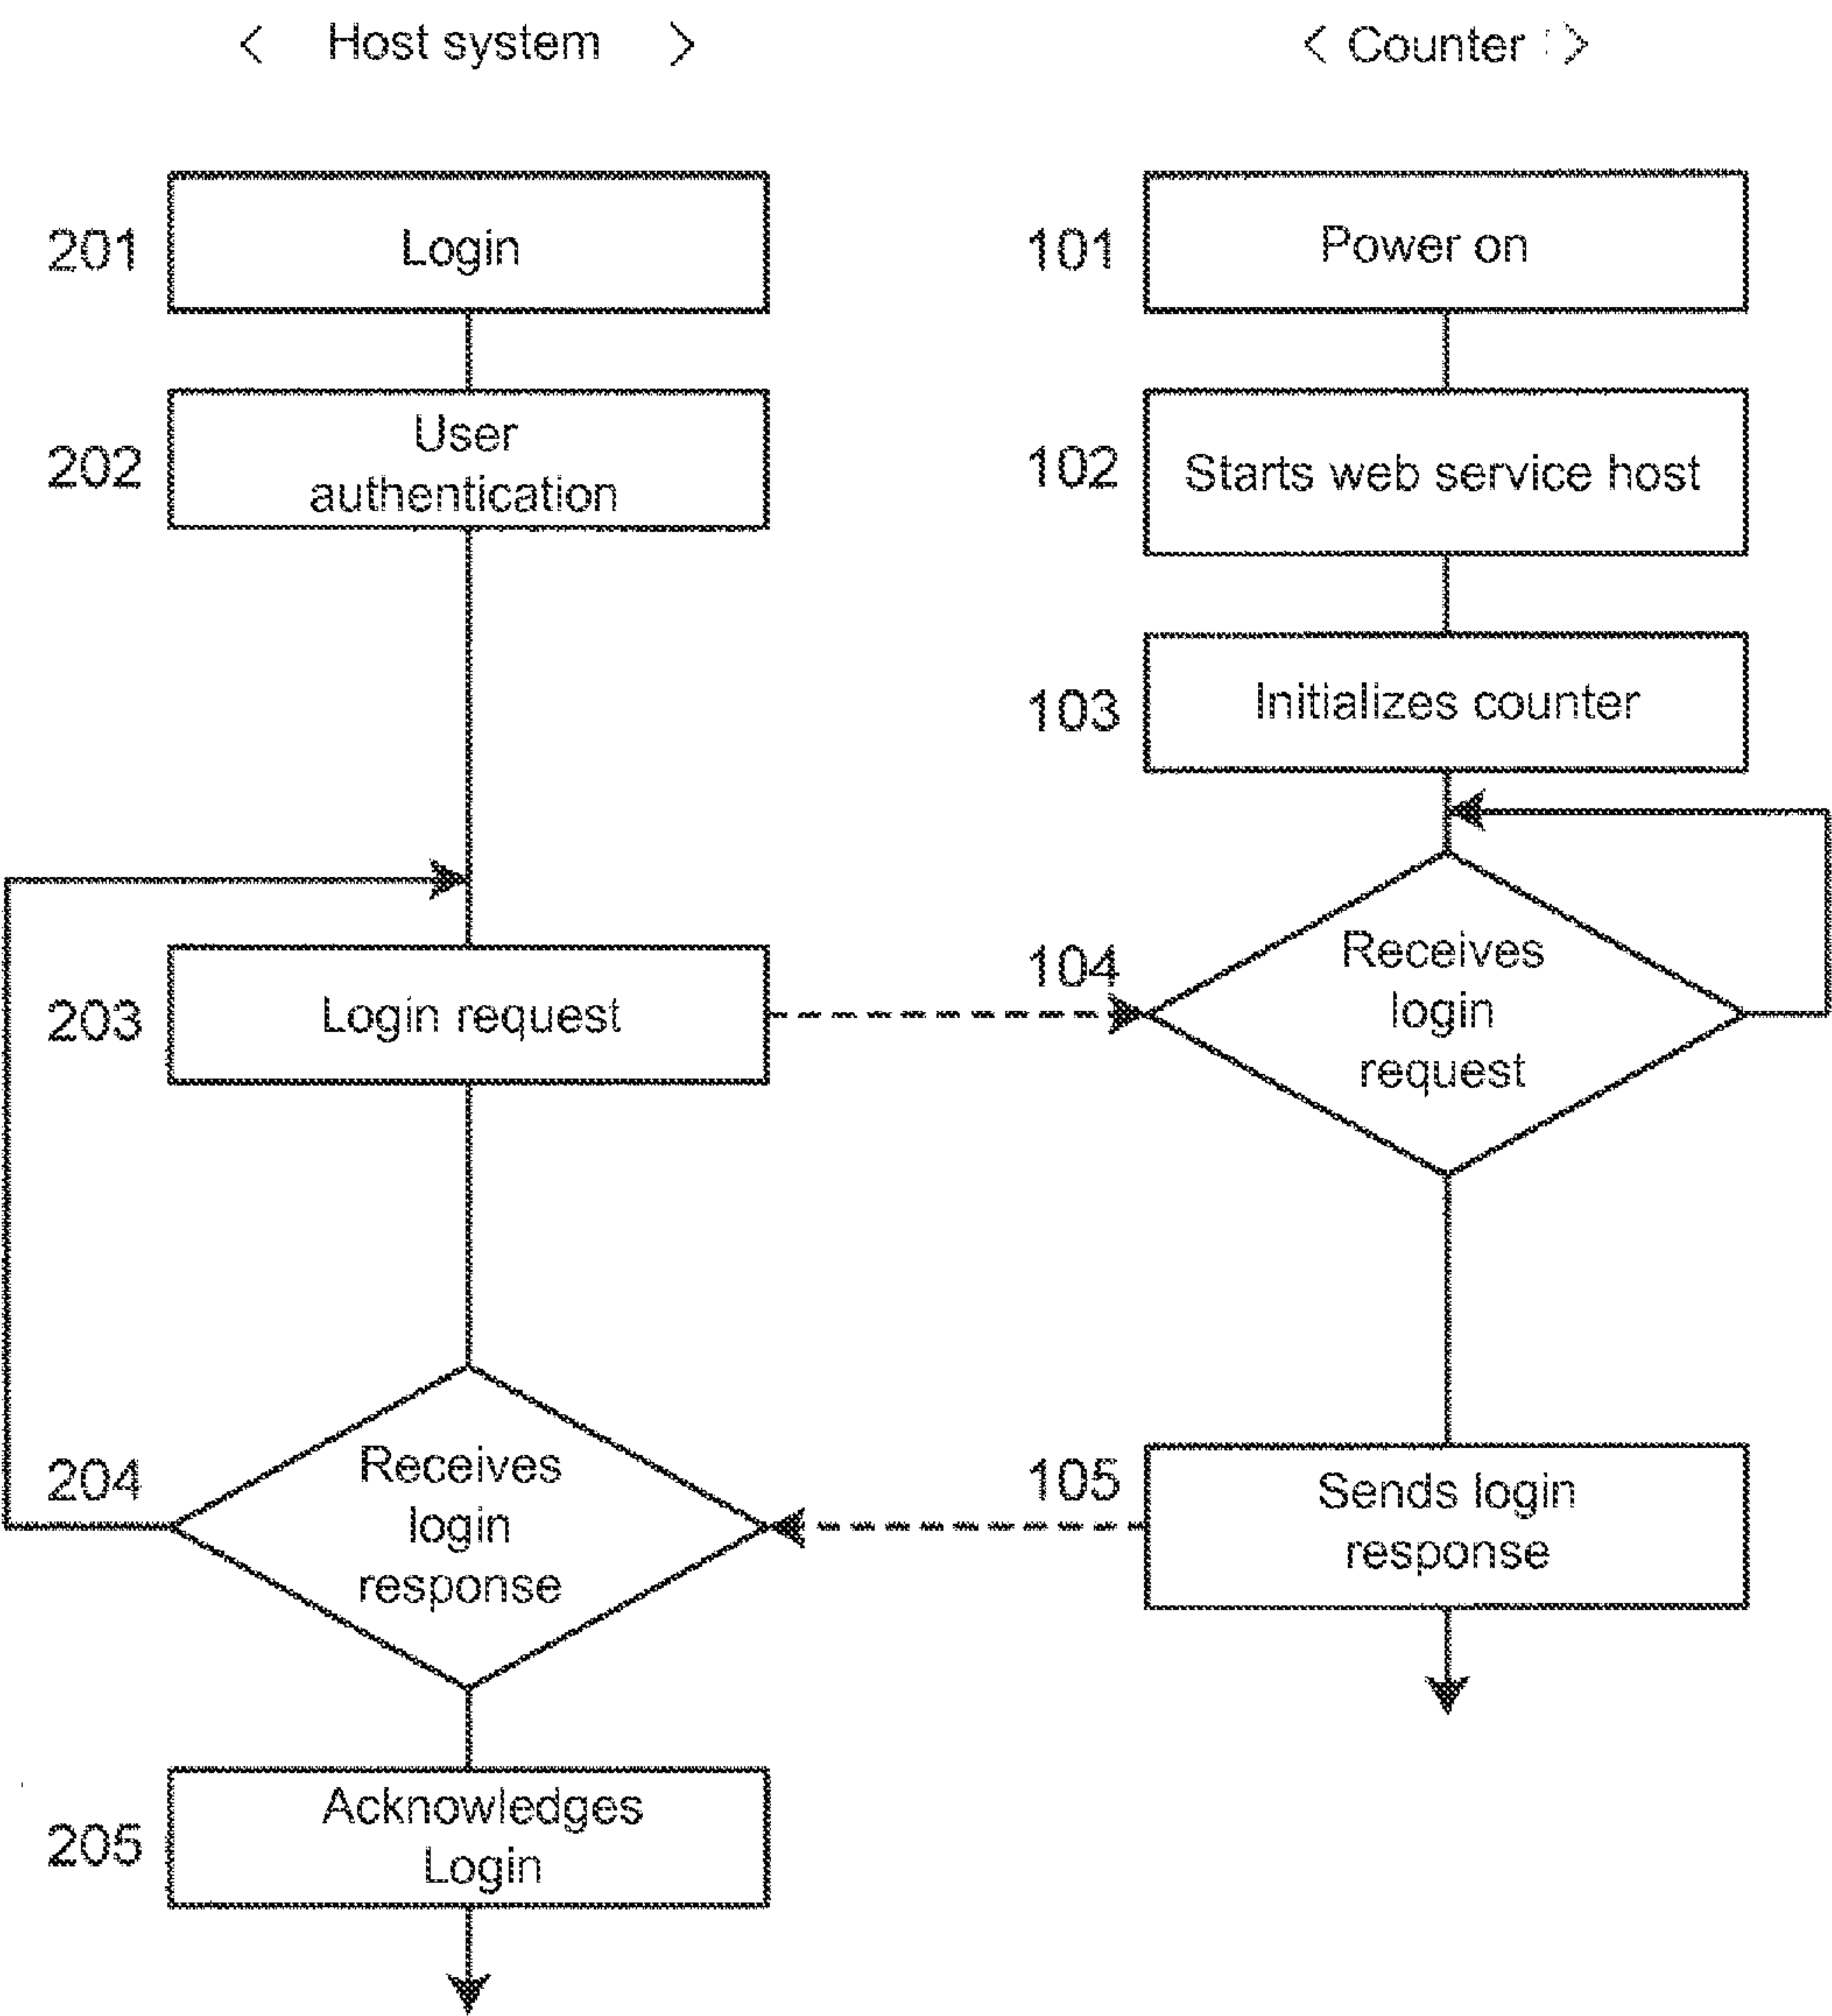 < Host system >
< Counter >
201
Login
101
Power on
202
User
authentication
102
Starts web service host
103
Initializes counter
203
Login request
104
Receives
login
request
204
Receives
login
response
105
Sends login
response
205
Acknowledges
Login